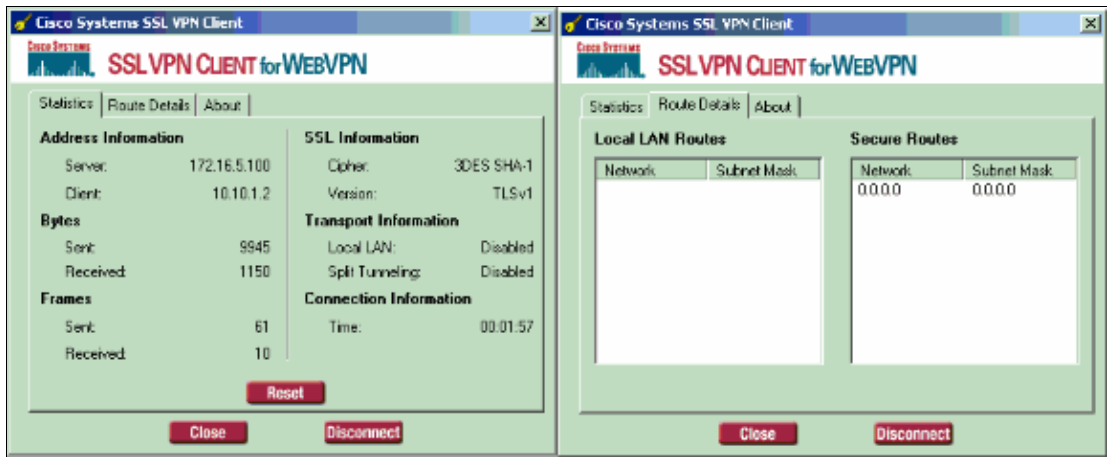 Cisco Systems SSL VPN Client
CISCO SYSTEMS
SSL VPN CLIENT for WEBVPN
Statistics Route Details About
Address Information
Server: 172.16.5.100
Client: 10.10.1.2
Bytes
Sent: 9945
Received: 1150
Frames
Sent: 61
Received: 10
SSL Information
Cipher: 3DES SHA-1
Version: TLSv1
Transport Information
Local LAN: Disabled
Split Tunneling: Disabled
Connection Information
Time: 00:01:57
Reset
Close Disconnect
Cisco Systems SSL VPN Client
CISCO SYSTEMS
SSL VPN CLIENT for WEBVPN
Statistics Route Details About
Local LAN Routes
Network Subnet Mask
Secure Routes
Network Subnet Mask
0.0.0.0 0.0.0.0
Close Disconnect